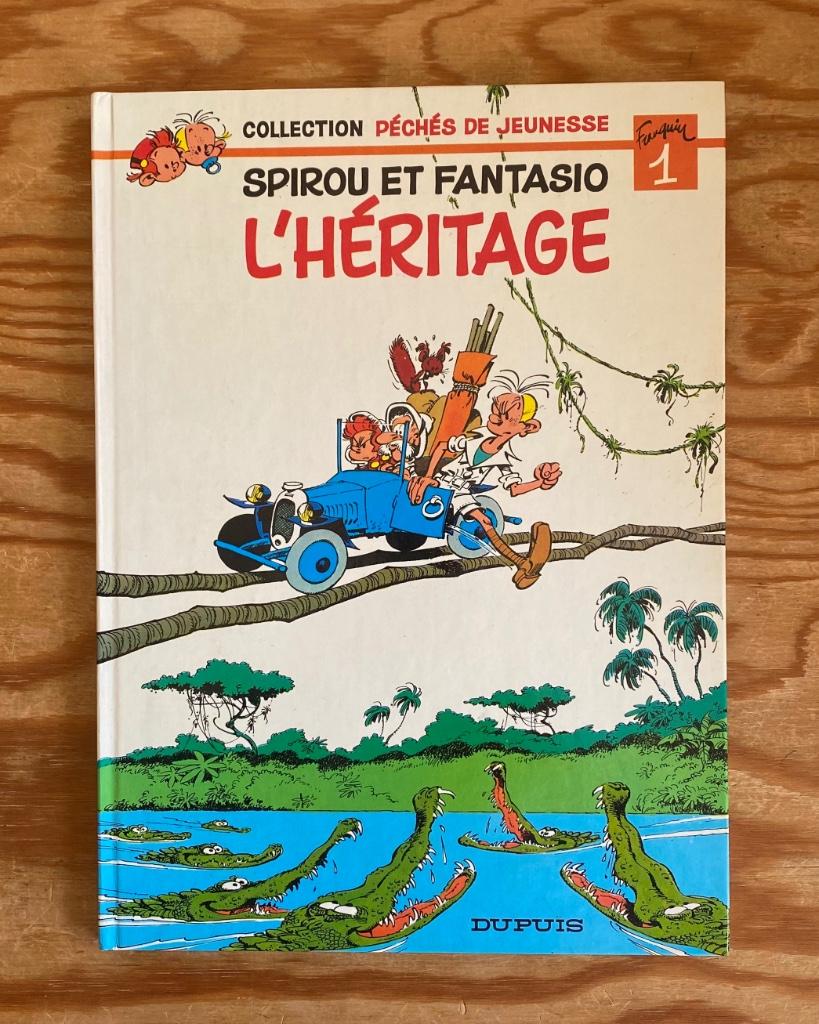 COLLECTION PÉCHÉS DE JEUNESSE
Franquin
1
SPIROU ET FANTASIO
L'HÉRITAGE
DUPUIS